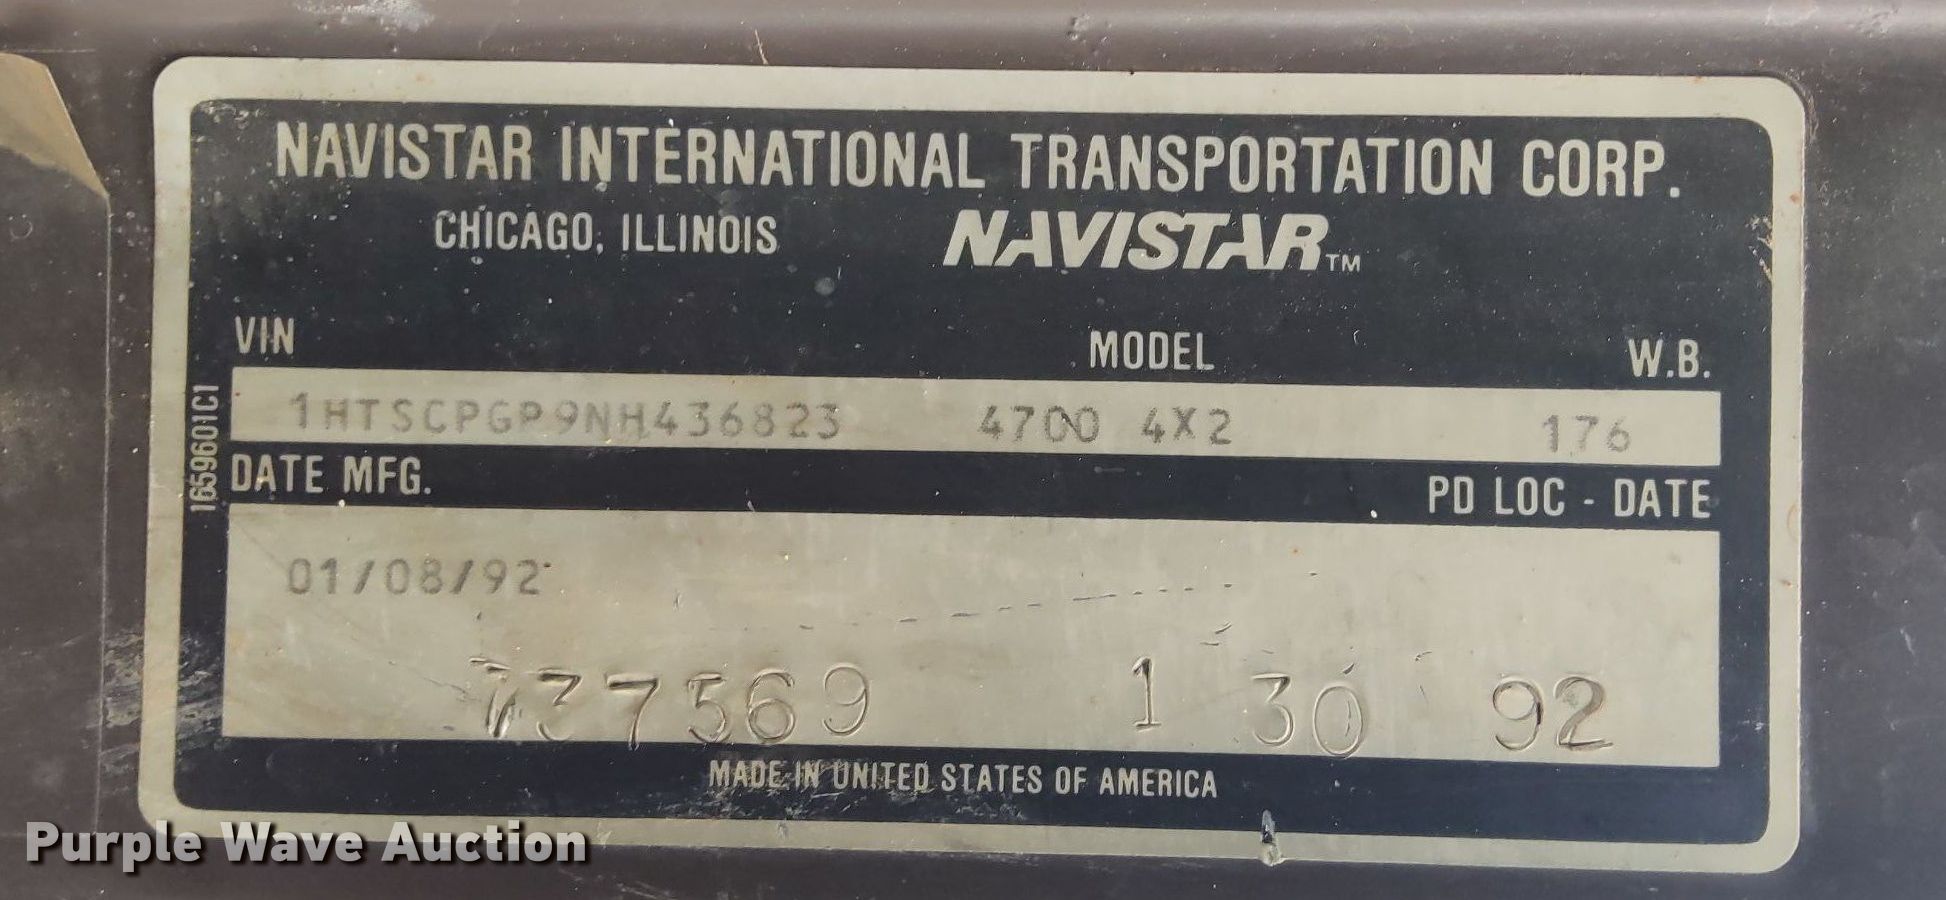 NAVISTAR INTERNATIONAL TRANSPORTATION CORP.
CHICAGO, ILLINOIS NAVISTAR™
VIN MODEL W.B.
1HTSCPGP9NH436823 4700 4X2 176
1659601C1
DATE MFG. PD LOC - DATE
01/08/92
737569 1 30 92
MADE IN UNITED STATES OF AMERICA
Purple Wave Auction